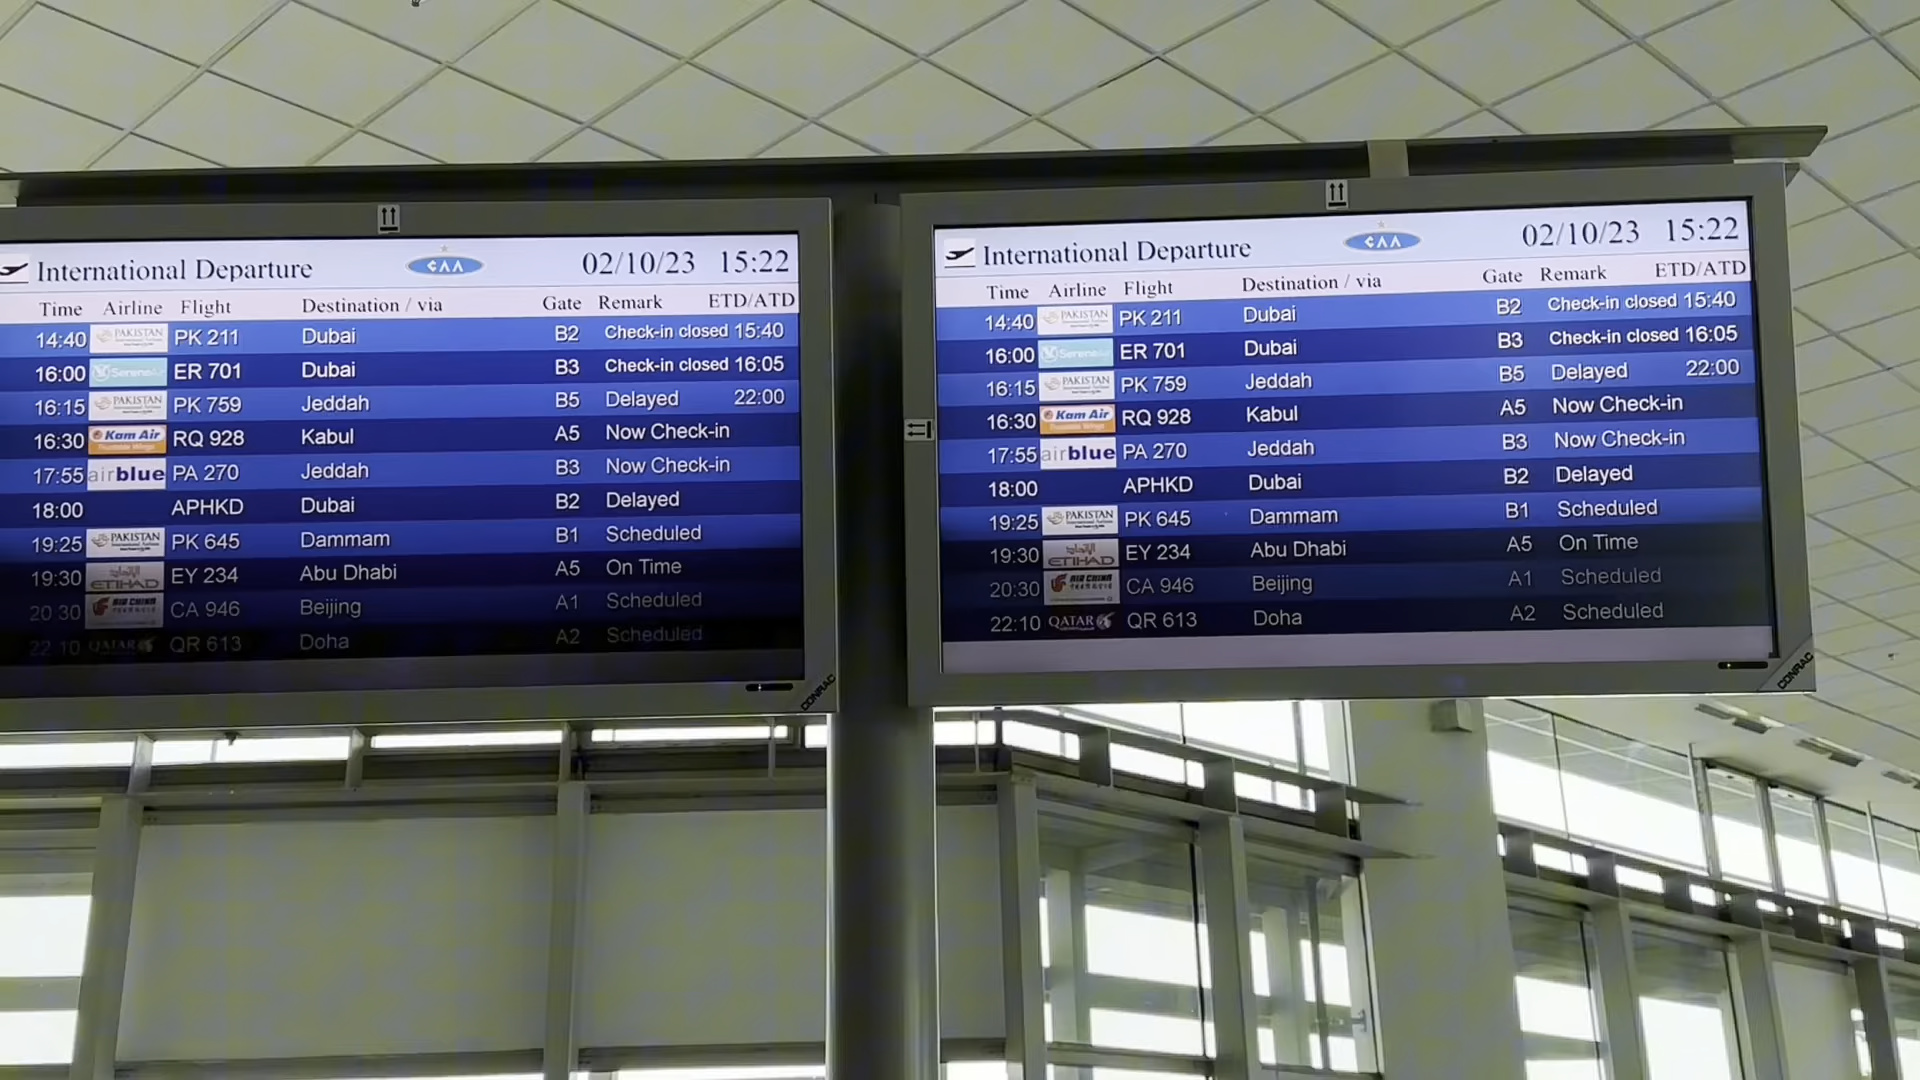 International Departure CAA 02/10/23 15:22
Time Airline Flight Destination / via Gate Remark ETD/ATD
14:40 PAKISTAN PK 211 Dubai B2 Check-in closed 15:40
16:00 SereneAir ER 701 Dubai B3 Check-in closed 16:05
16:15 PAKISTAN PK 759 Jeddah B5 Delayed 22:00
16:30 Kam Air RQ 928 Kabul A5 Now Check-in
17:55 airblue PA 270 Jeddah B3 Now Check-in
18:00 APHKD Dubai B2 Delayed
19:25 PAKISTAN PK 645 Dammam B1 Scheduled
19:30 ETIHAD EY 234 Abu Dhabi A5 On Time
20:30 AIR CHINA CA 946 Beijing A1 Scheduled
22:10 QATAR QR 613 Doha A2 Scheduled
CONRAC
International Departure CAA 02/10/23 15:22
Time Airline Flight Destination / via Gate Remark ETD/ATD
14:40 PAKISTAN PK 211 Dubai B2 Check-in closed 15:40
16:00 SereneAir ER 701 Dubai B3 Check-in closed 16:05
16:15 PAKISTAN PK 759 Jeddah B5 Delayed 22:00
16:30 Kam Air RQ 928 Kabul A5 Now Check-in
17:55 airblue PA 270 Jeddah B3 Now Check-in
18:00 APHKD Dubai B2 Delayed
19:25 PAKISTAN PK 645 Dammam B1 Scheduled
19:30 ETIHAD EY 234 Abu Dhabi A5 On Time
20:30 AIR CHINA CA 946 Beijing A1 Scheduled
22:10 QATAR QR 613 Doha A2 Scheduled
CONRAC